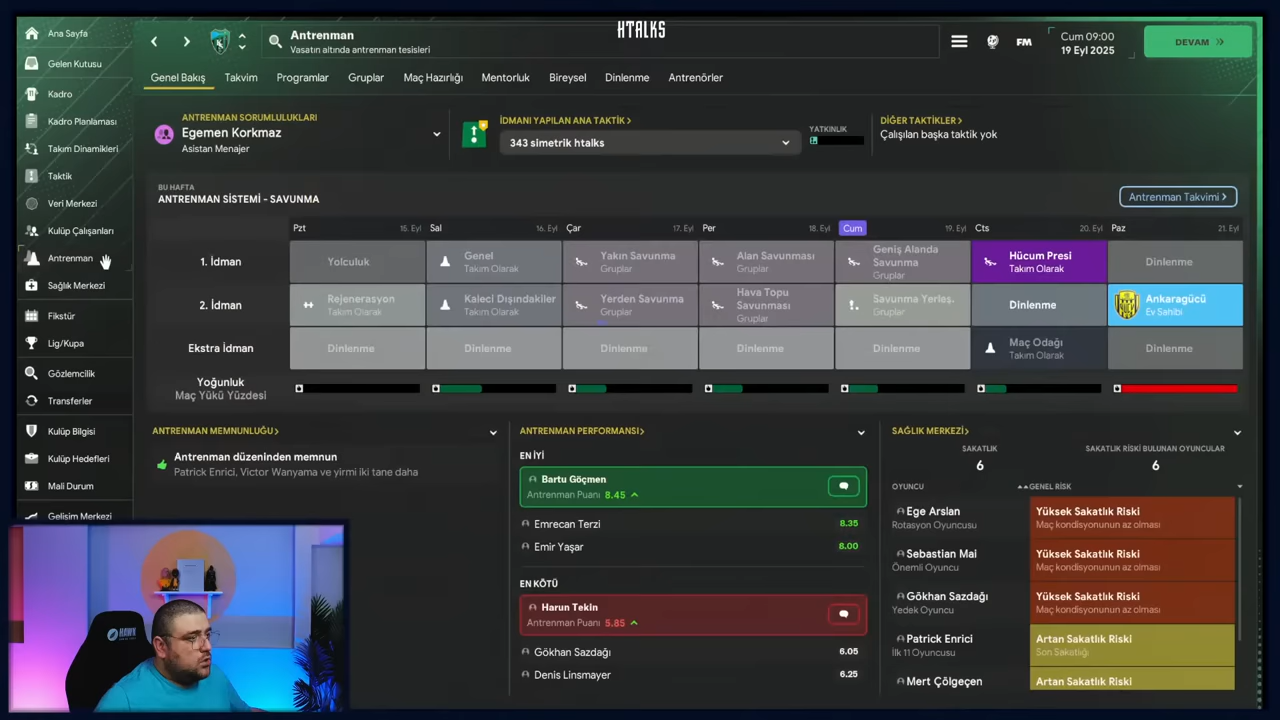 HTALKS
Ana Sayfa
Gelen Kutusu
Kadro
Kadro Planlaması
Takım Dinamikleri
Taktik
Veri Merkezi
Kulüp Çalışanları
Antrenman
Sağlık Merkezi
Fikstür
Lig/Kupa
Gözlemcilik
Transferler
Kulüp Bilgisi
Kulüp Hedefleri
Mali Durum
Gelişim Merkezi
Antrenman
Vasatın altında antrenman tesisleri
FM
Cum 09:00
19 Eyl 2025
DEVAM
Genel Bakış Takvim Programlar Gruplar Maç Hazırlığı Mentorluk Bireysel Dinlenme Antrenörler
ANTRENMAN SORUMLULUKLARI
Egemen Korkmaz
Asistan Menajer
İDMANI YAPILAN ANA TAKTİK >
343 simetrik htalks
YATKINLIK
DİĞER TAKTİKLER >
Çalışılan başka taktik yok
BU HAFTA
ANTRENMAN SİSTEMİ - SAVUNMA
Antrenman Takvimi >
Pzt 15. Eyl Sal 16. Eyl Çar 17. Eyl Per 18. Eyl Cum 19. Eyl Cts 20. Eyl Paz 21. Eyl
1. İdman
Yolculuk
Genel
Takım Olarak
Yakın Savunma
Gruplar
Alan Savunması
Gruplar
Geniş Alanda
Savunma
Gruplar
Hücum Presi
Takım Olarak
Dinlenme
2. İdman
Rejenerasyon
Takım Olarak
Kaleci Dışındakiler
Takım Olarak
Yerden Savunma
Gruplar
Hava Topu
Savunması
Gruplar
Savunma Yerleş.
Gruplar
Dinlenme
Ankaragücü
Ev Sahibi
Ekstra İdman
Dinlenme
Dinlenme
Dinlenme
Dinlenme
Dinlenme
Maç Odağı
Takım Olarak
Dinlenme
Yoğunluk
Maç Yükü Yüzdesi
ANTRENMAN MEMNUNLUĞU >
Antrenman düzeninden memnun
Patrick Enrici, Victor Wanyama ve yirmi iki tane daha
ANTRENMAN PERFORMANSI >
EN İYİ
Bartu Göçmen
Antrenman Puanı 8.45
Emrecan Terzi 8.35
Emir Yaşar 8.00
EN KÖTÜ
Harun Tekin
Antrenman Puanı 5.85
Gökhan Sazdağı 6.05
Denis Linsmayer 6.25
SAĞLIK MERKEZİ >
SAKATLIK
6
SAKATLIK RİSKİ BULUNAN OYUNCULAR
6
OYUNCU GENEL RİSK
Ege Arslan
Rotasyon Oyuncusu
Yüksek Sakatlık Riski
Maç kondisyonunun az olması
Sebastian Mai
Önemli Oyuncu
Yüksek Sakatlık Riski
Maç kondisyonunun az olması
Gökhan Sazdağı
Yedek Oyuncu
Yüksek Sakatlık Riski
Maç kondisyonunun az olması
Patrick Enrici
İlk 11 Oyuncu
Artan Sakatlık Riski
Son Sakatlığı
Mert Çölgeçen
Artan Sakatlık Riski
HAWK